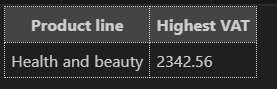 Product line Highest VAT
Health and beauty 2342.56